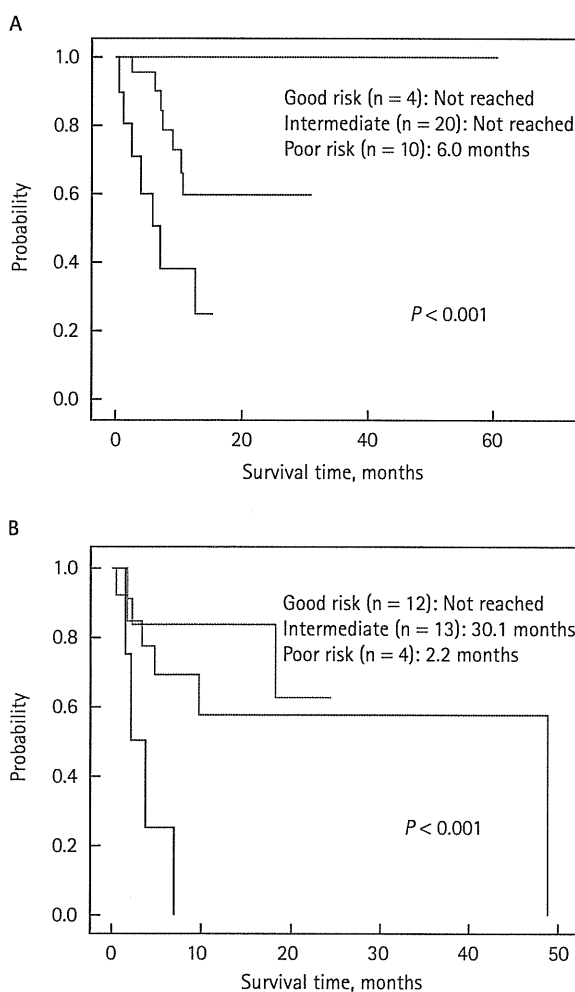 A
1.0
0.8
0.6
0.4
0.2
0.0
Probability
Good risk (n = 4): Not reached
Intermediate (n = 20): Not reached
Poor risk (n = 10): 6.0 months
P < 0.001
0 20 40 60
Survival time, months
B
1.0
0.8
0.6
0.4
0.2
0.0
Probability
Good risk (n = 12): Not reached
Intermediate (n = 13): 30.1 months
Poor risk (n = 4): 2.2 months
P < 0.001
0 10 20 30 40 50
Survival time, months